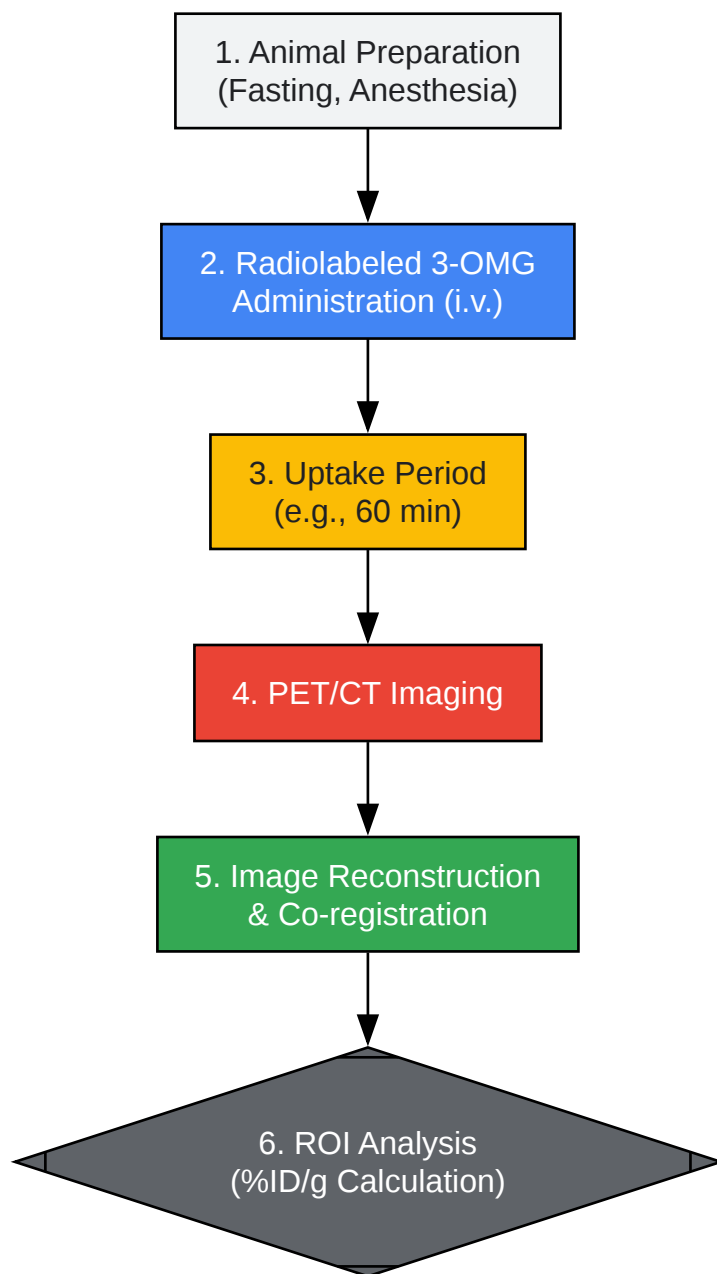 1. Animal Preparation
(Fasting, Anesthesia)
2. Radiolabeled 3-OMG
Administration (i.v.)
3. Uptake Period
(e.g., 60 min)
4. PET/CT Imaging
5. Image Reconstruction
& Co-registration
6. ROI Analysis
(%ID/g Calculation)